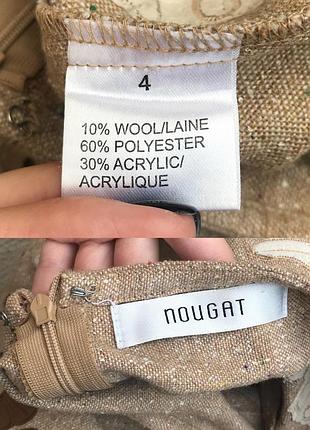 4
10% WOOL/LAINE
60% POLYESTER
30% ACRYLIC/
ACRYLIQUE
noUGAT